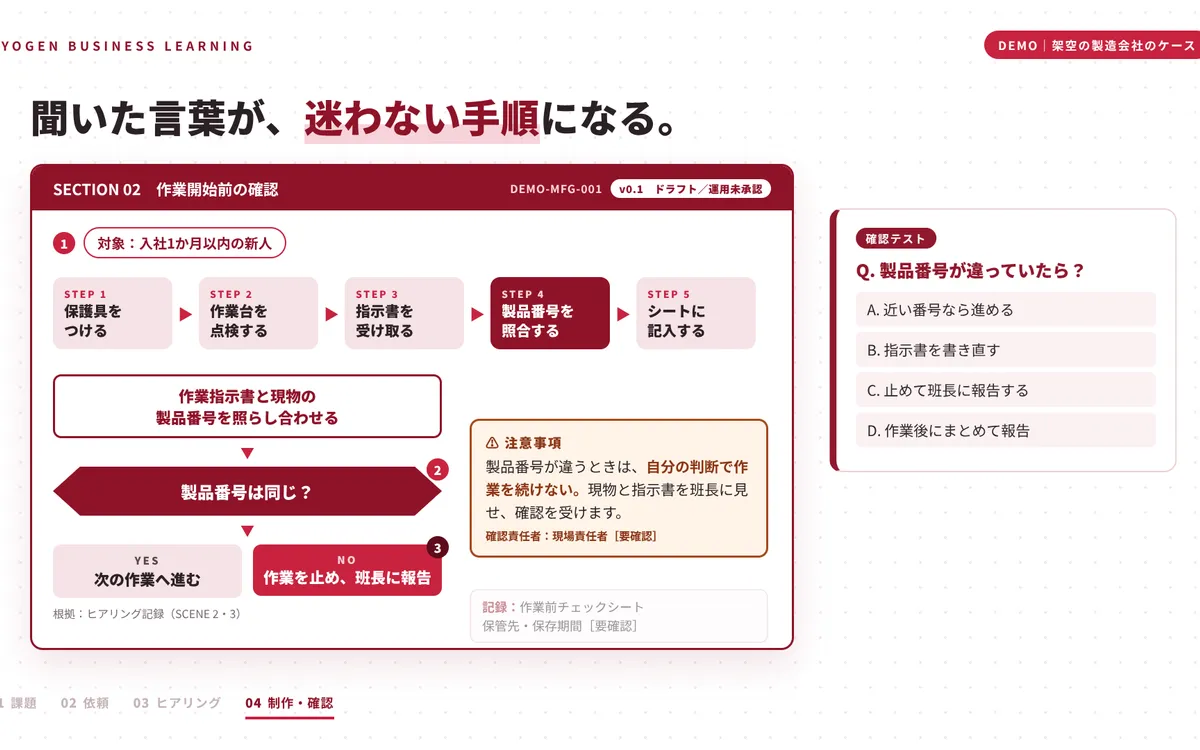 YOGEN BUSINESS LEARNING
DEMO｜架空の製造会社のケース
聞いた言葉が、迷わない手順になる。
SECTION 02 作業開始前の確認
DEMO-MFG-001
v0.1 ドラフト／運用未承認
1
対象：入社1か月以内の新人
STEP 1
保護具を
つける
STEP 2
作業台を
点検する
STEP 3
指示書を
受け取る
STEP 4
製品番号を
照合する
STEP 5
シートに
記入する
作業指示書と現物の
製品番号を照らし合わせる
2
製品番号は同じ？
YES
次の作業へ進む
3
NO
作業を止め、班長に報告
根拠：ヒアリング記録（SCENE 2・3）
⚠ 注意事項
製品番号が違うときは、自分の判断で作
業を続けない。現物と指示書を班長に見
せ、確認を受けます。
確認責任者：現場責任者［要確認］
記録：作業前チェックシート
保管先・保存期間［要確認］
確認テスト
Q. 製品番号が違っていたら？
A. 近い番号なら進める
B. 指示書を書き直す
C. 止めて班長に報告する
D. 作業後にまとめて報告
1 課題
02 依頼
03 ヒアリング
04 制作・確認